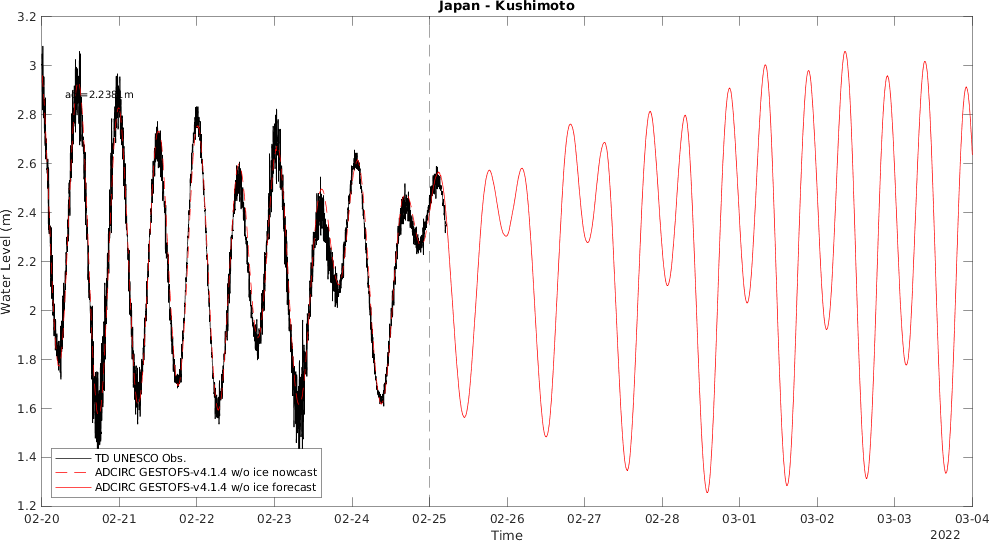 Japan - Kushimoto
3.2
3
2.8
2.6
2.4
2.2
2
1.8
1.6
1.4
1.2
Water Level (m)
TD UNESCO Obs.
ADCIRC GESTOFS-v4.1.4 w/o ice nowcast
ADCIRC GESTOFS-v4.1.4 w/o ice forecast
02-20 02-21 02-22 02-23 02-24 02-25 02-26 02-27 02-28 03-01 03-02 03-03 03-04
Time
2022